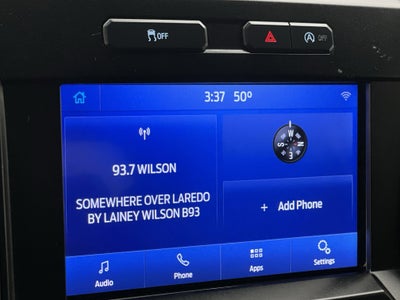 OFF
A OFF
3:37 50°
93.7 WILSON
SOMEWHERE OVER LAREDO
BY LAINEY WILSON B93
W
S N
E
+ Add Phone
Audio Phone Apps Settings